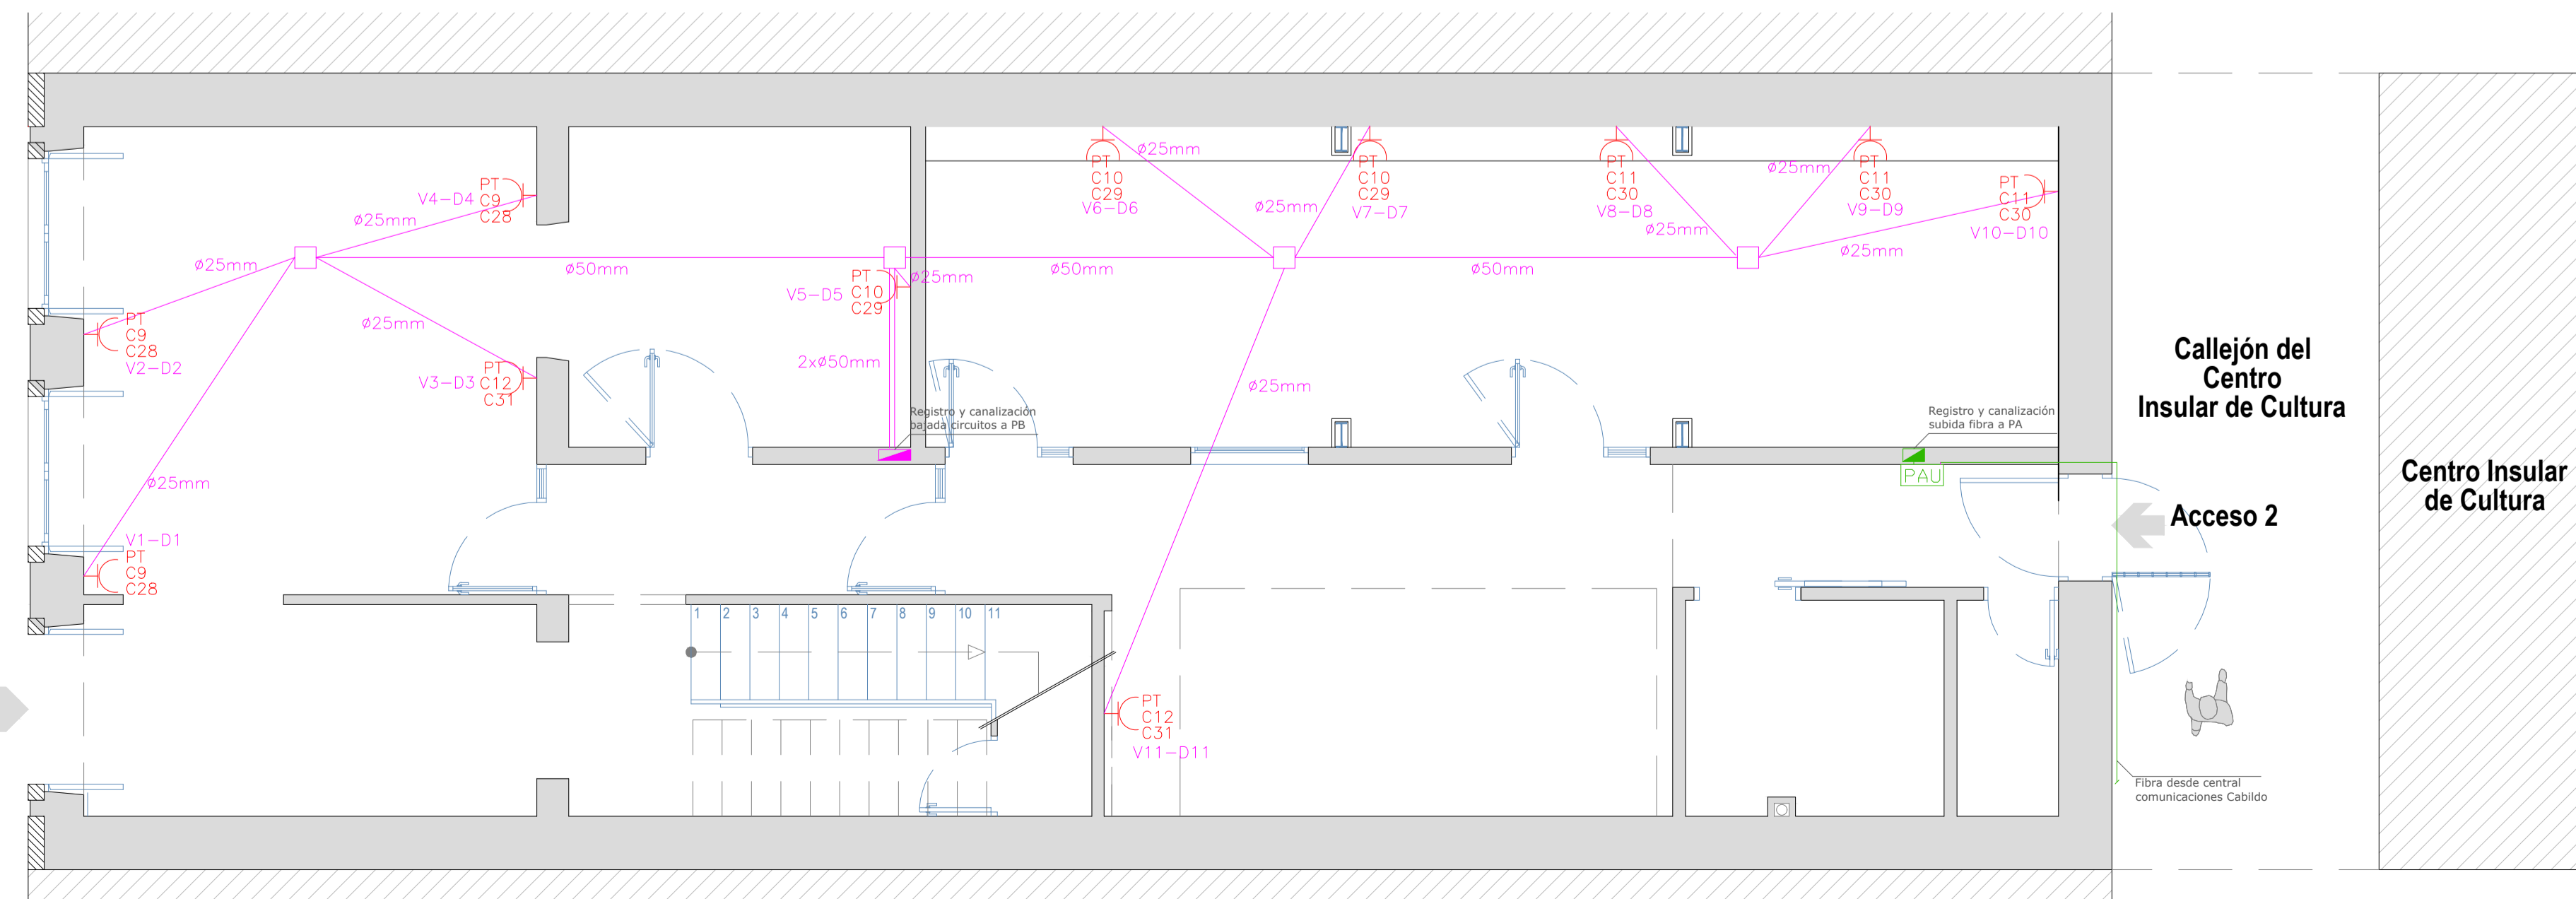 ø25mm
PT
C10
C29
V6-D6
ø25mm
PT
C10
C29
V7-D7
PT
C11
C30
V8-D8
ø25mm
ø25mm
PT
C11
C30
V9-D9
PT
C11
C30
V10-D10
ø25mm
V4-D4
PT
C9
C28
ø25mm
ø25mm
ø50mm
ø50mm
ø50mm
V5-D5
PT
C10
C29
ø25mm
PT
C9
C28
V2-D2
ø25mm
V3-D3
PT
C12
C31
2xø50mm
ø25mm
Registro y canalización
bajada circuitos a PB
Registro y canalización
subida fibra a PA
PAU
Callejón del
Centro
Insular de Cultura
Centro Insular
de Cultura
Acceso 2
ø25mm
V1-D1
PT
C9
C28
1 2 3 4 5 6 7 8 9 10 11
PT
C12
C31
V11-D11
Fibra desde central
comunicaciones Cabildo